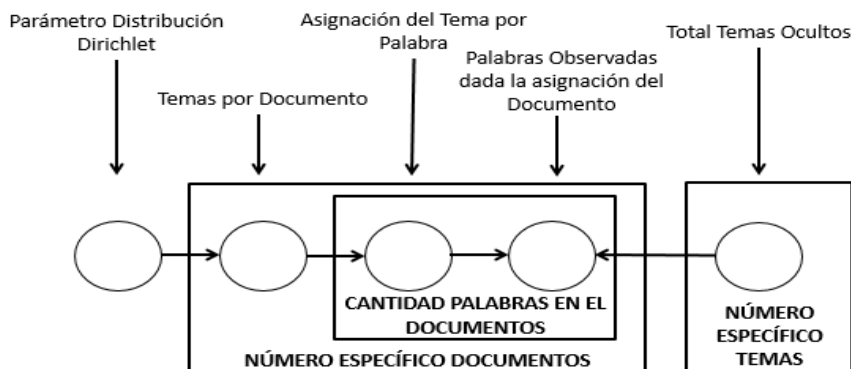 Parámetro Distribución
Dirichlet
Asignación del Tema por
Palabra
Total Temas Ocultos
Temas por Documento
Palabras Observadas
dada la asignación del
Documento
CANTIDAD PALABRAS EN EL
DOCUMENTOS
NÚMERO ESPECÍFICO DOCUMENTOS
NÚMERO
ESPECÍFICO
TEMAS